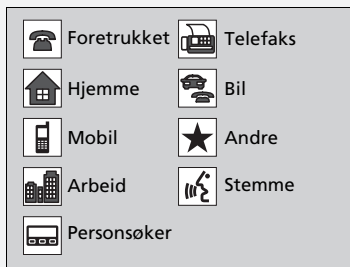 Foretrukket
Telefaks
Hjemme
Bil
Mobil
Andre
Arbeid
Stemme
Personsøker